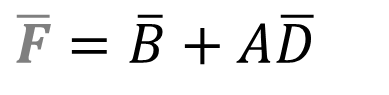 F̅ = B̅ + AD̅